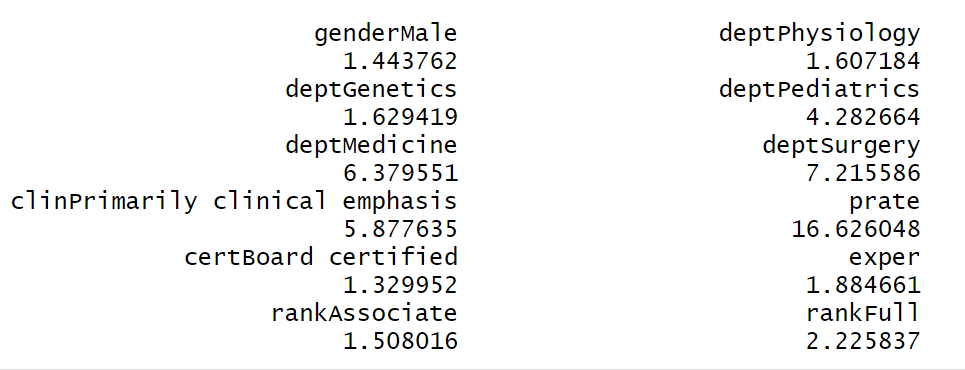 genderMale deptPhysiology
1.443762 1.607184
deptGenetics deptPediatrics
1.629419 4.282664
deptMedicine deptSurgery
6.379551 7.215586
clinPrimarily clinical emphasis prate
5.877635 16.626048
certBoard certified exper
1.329952 1.884661
rankAssociate rankFull
1.508016 2.225837